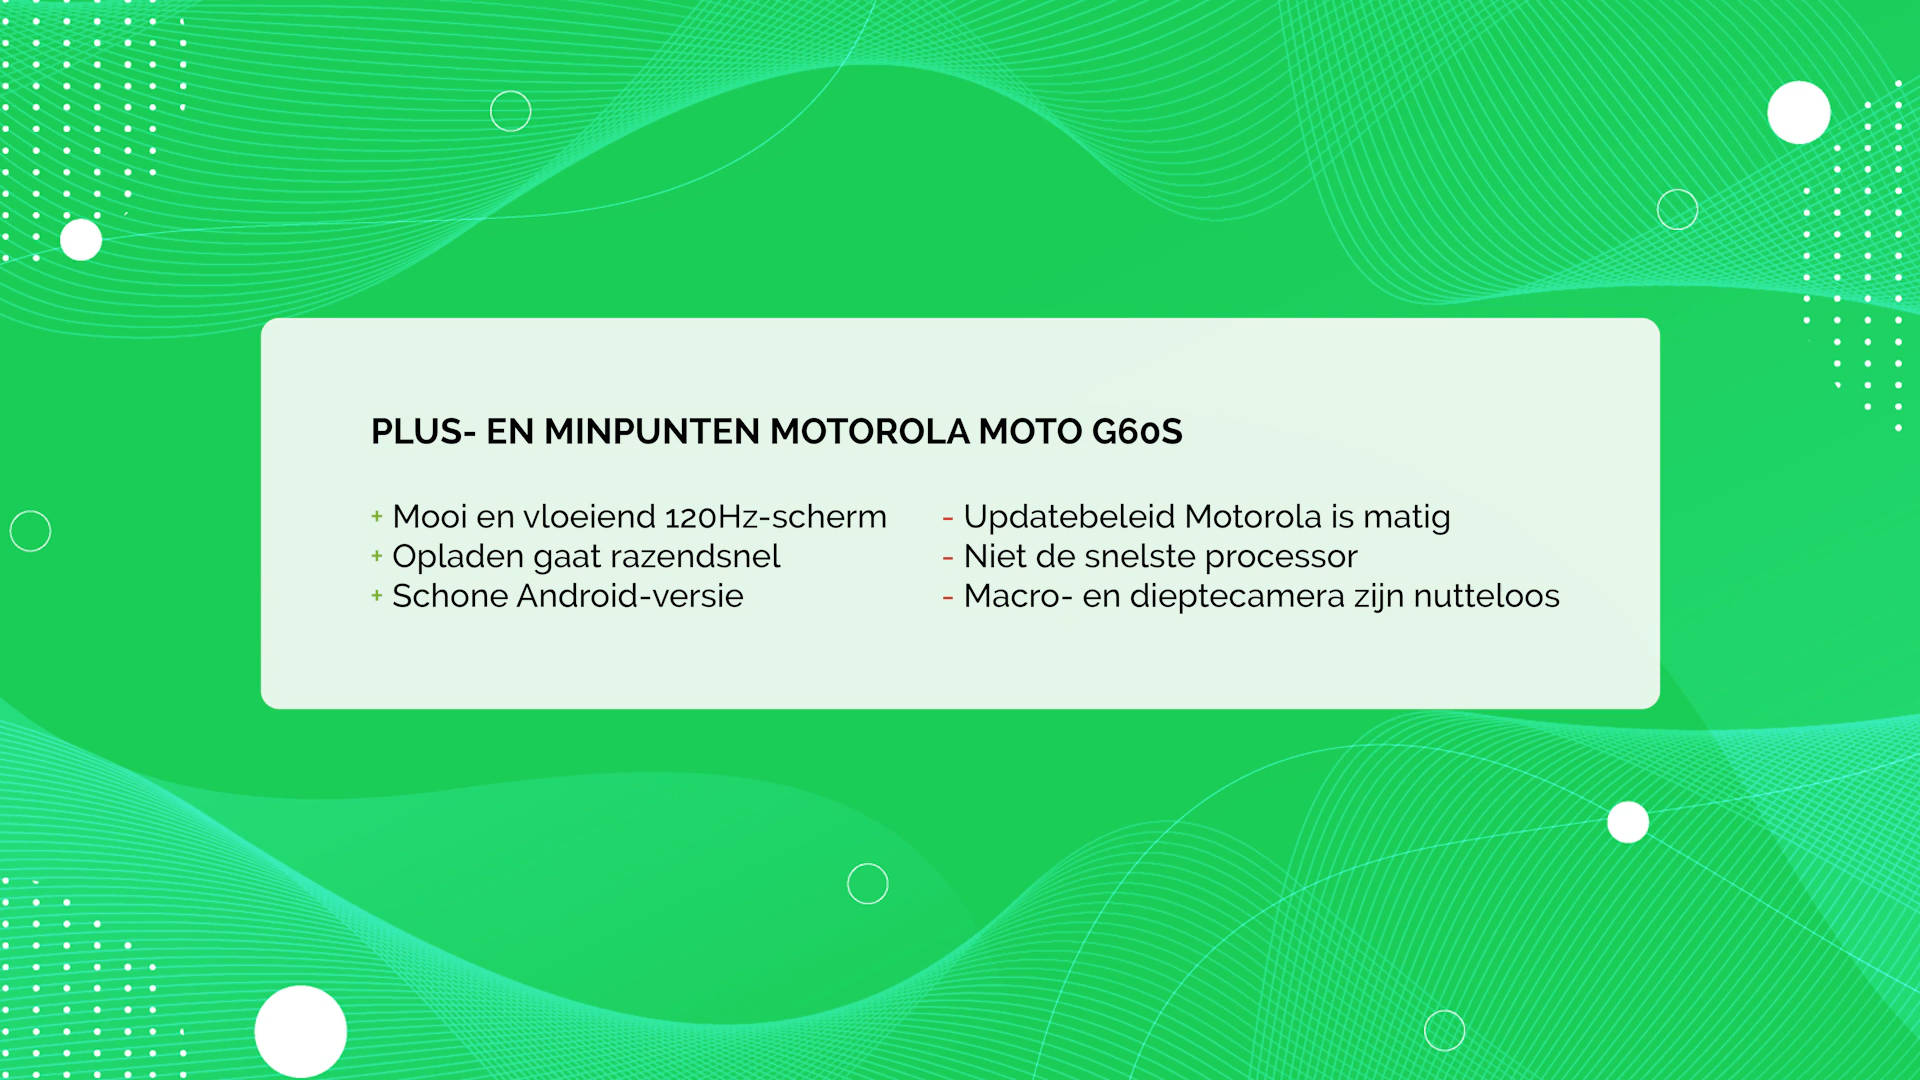 PLUS- EN MINPUNTEN MOTOROLA MOTO G60S
+ Mooi en vloeiend 120Hz-scherm
+ Opladen gaat razendsnel
+ Schone Android-versie
- Updatebeleid Motorola is matig
- Niet de snelste processor
- Macro- en dieptecamera zijn nutteloos